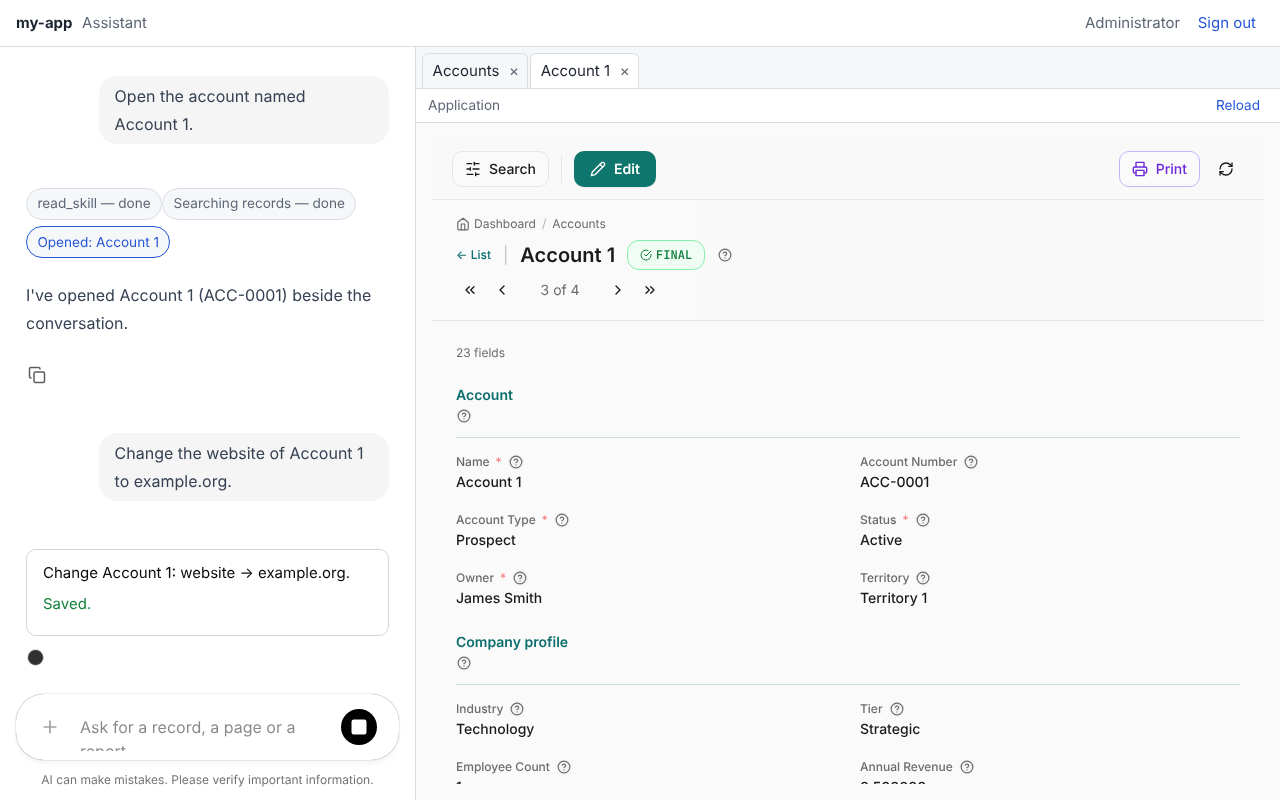 my-app Assistant
Administrator Sign out
Open the account named
Account 1.
read_skill — done
Searching records — done
Opened: Account 1
I've opened Account 1 (ACC-0001) beside the
conversation.
Change the website of Account 1
to example.org.
Change Account 1: website → example.org.
Saved.
Ask for a record, a page or a
AI can make mistakes. Please verify important information.
Accounts ×
Account 1 ×
Application
Reload
Search
Edit
Print
Dashboard / Accounts
← List
Account 1
FINAL
3 of 4
23 fields
Account
Name *
Account Number
Account 1
ACC-0001
Account Type *
Status *
Prospect
Active
Owner *
Territory
James Smith
Territory 1
Company profile
Industry
Tier
Technology
Strategic
Employee Count
Annual Revenue